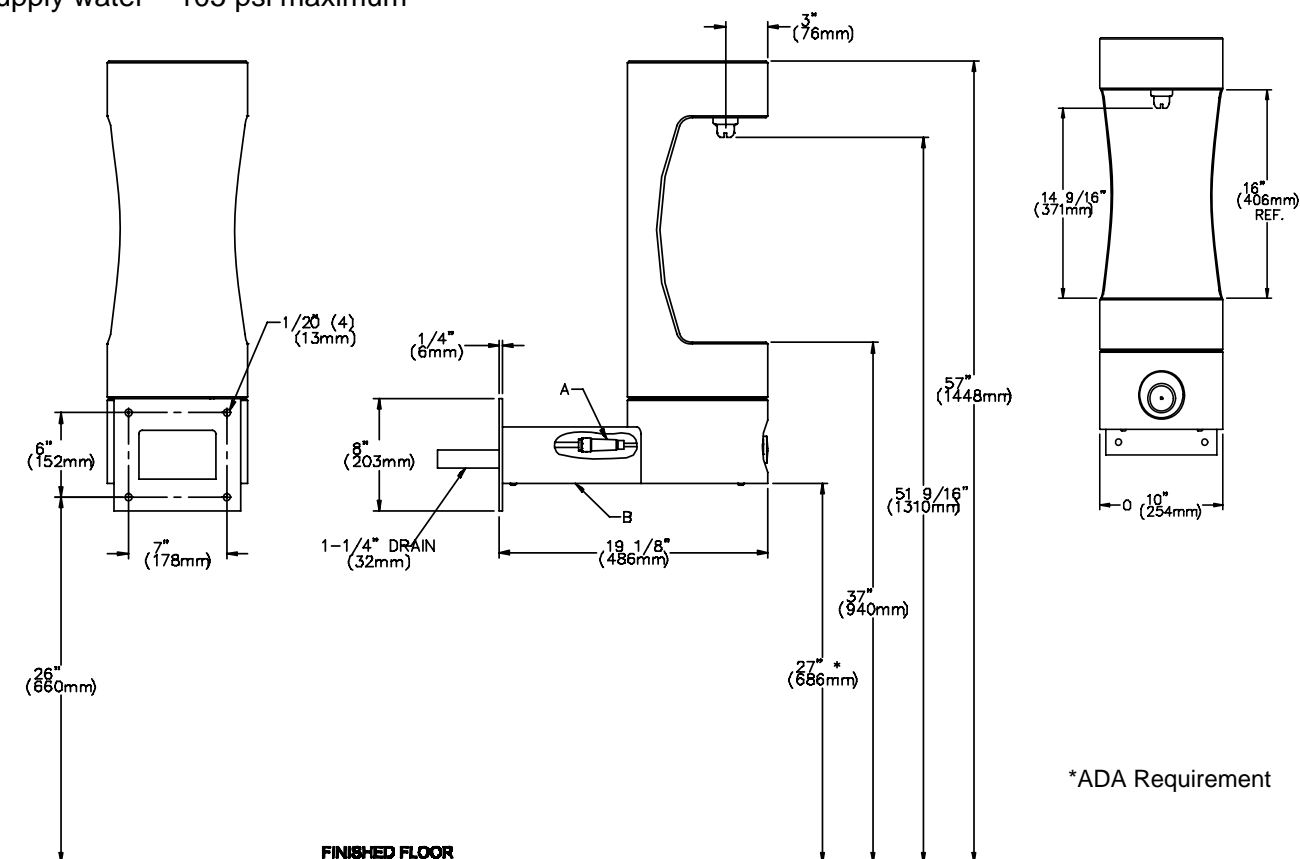 supply water – 105 psi maximum
3"
(76mm)
14 9/16"
(371mm)
16"
(406mm)
REF.
1/20 (4)
(13mm)
1/4"
(6mm)
A
57"
(1448mm)
6"
(152mm)
8"
(203mm)
51 9/16"
(1310mm)
O 10"
(254mm)
B
7"
(178mm)
1-1/4" DRAIN
(32mm)
19 1/8"
(486mm)
37"
(940mm)
26"
(660mm)
27" *
(686mm)
*ADA Requirement
FINISHED FLOOR